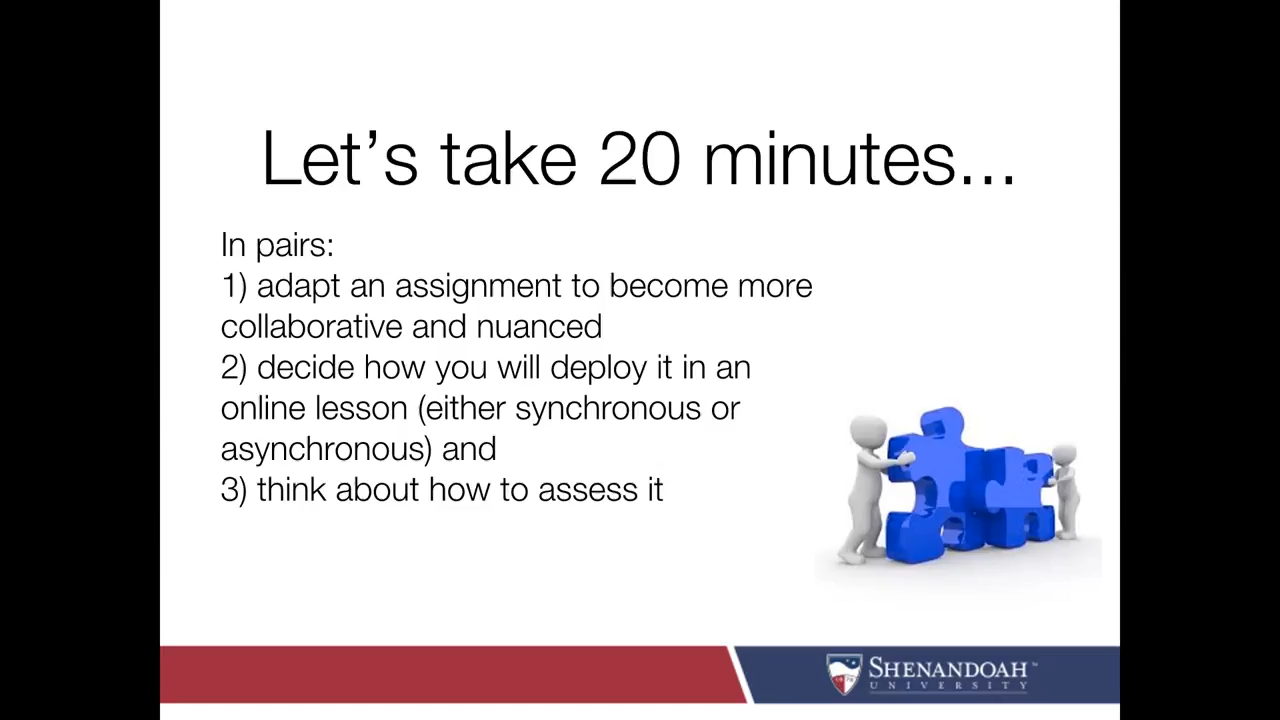 Let's take 20 minutes...
In pairs:
1) adapt an assignment to become more
collaborative and nuanced
2) decide how you will deploy it in an
online lesson (either synchronous or
asynchronous) and
3) think about how to assess it
SHENANDOAH™
UNIVERSITY